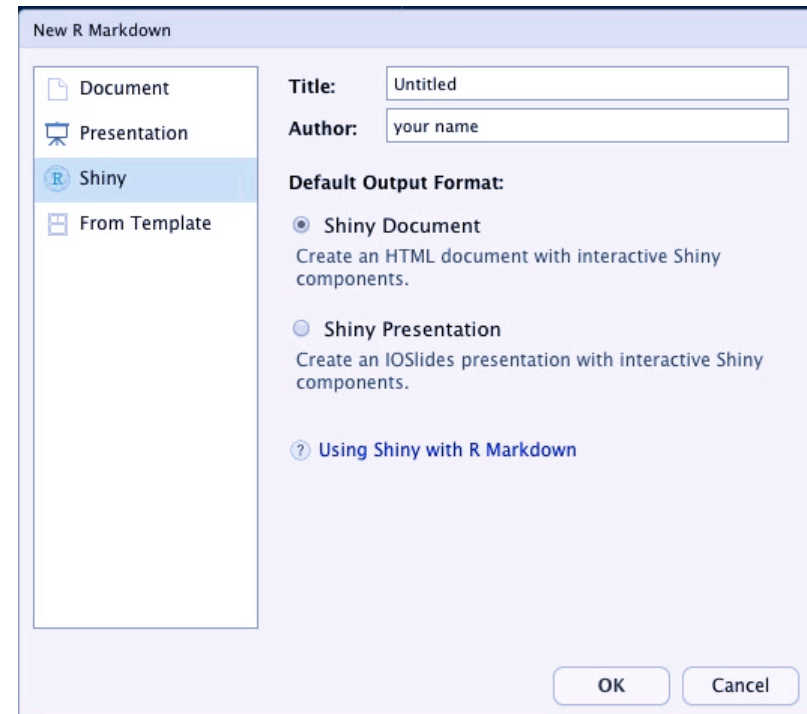 New R Markdown
Document
Presentation
R Shiny
From Template
Title: Untitled
Author: your name
Default Output Format:
Shiny Document
Create an HTML document with interactive Shiny
components.
Shiny Presentation
Create an IOSlides presentation with interactive Shiny
components.
? Using Shiny with R Markdown
OK Cancel